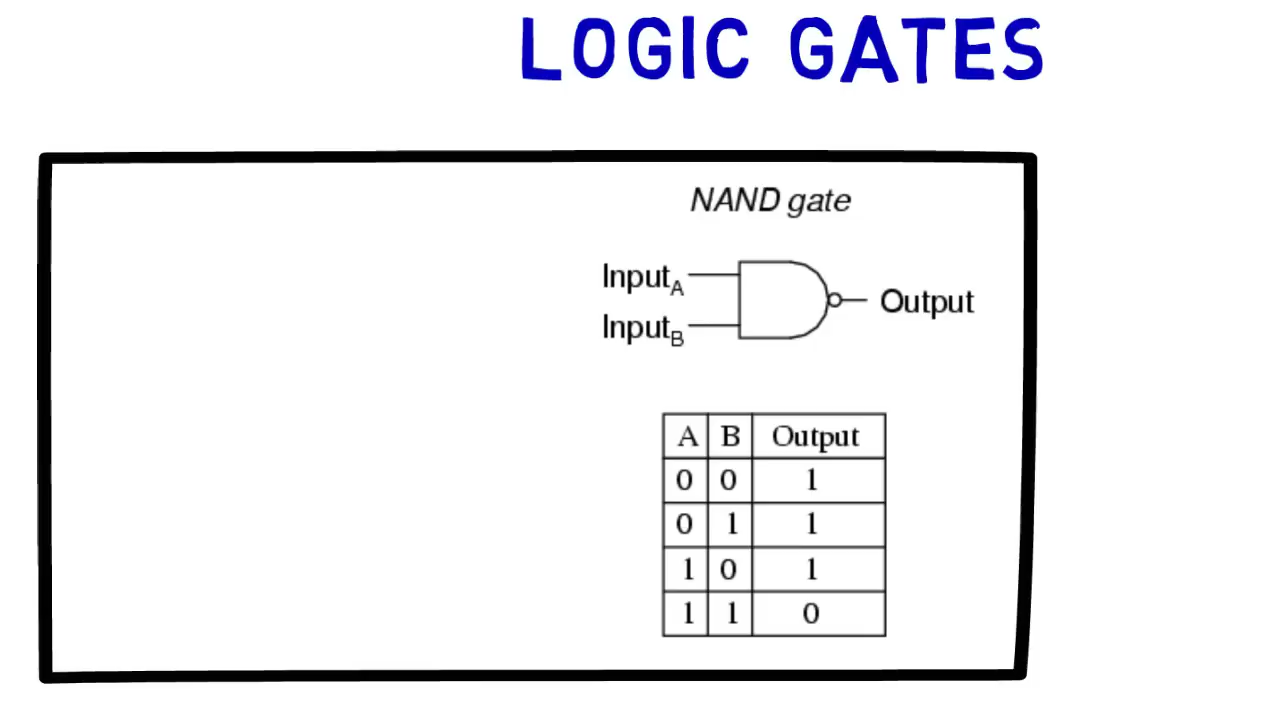 LOGIC GATES
NAND gate
InputA
Output
InputB
A B Output
0 0 1
0 1 1
1 0 1
1 1 0